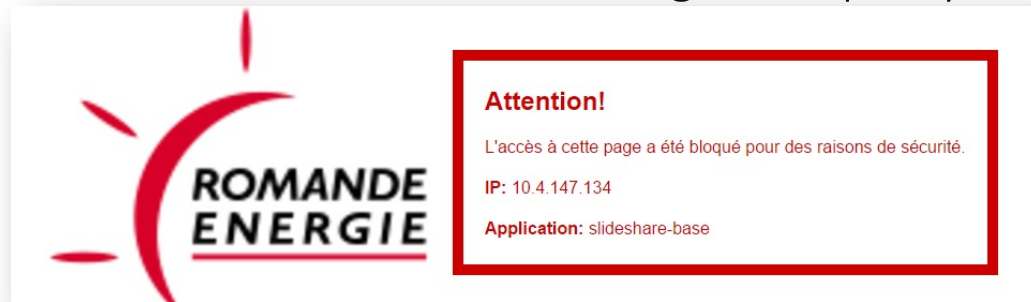 ROMANDE
ENERGIE
Attention!
L'accès à cette page a été bloqué pour des raisons de sécurité.
IP: 10.4.147.134
Application: slideshare-base